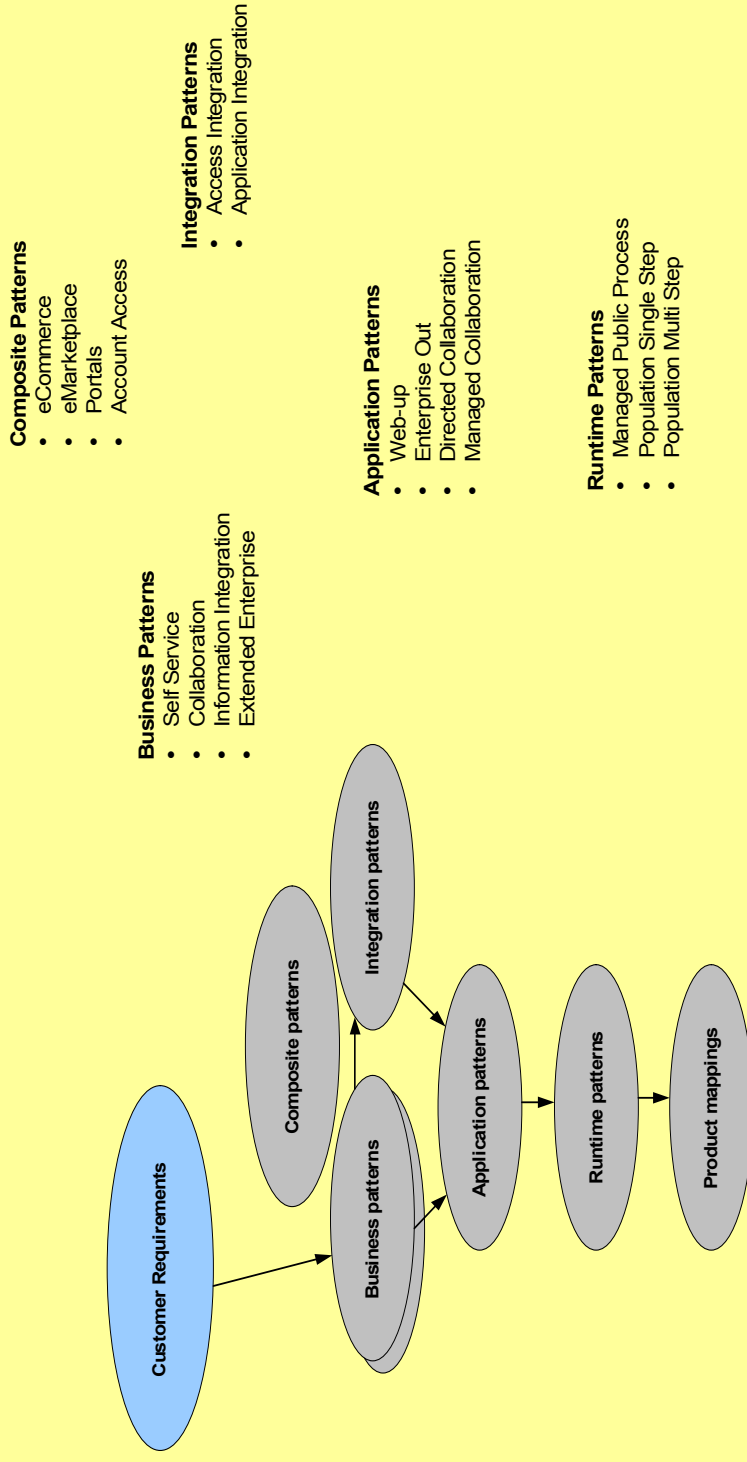 Customer Requirements
Composite patterns
Business patterns
Integration patterns
Application patterns
Runtime patterns
Product mappings
Composite Patterns
• eCommerce
• eMarketplace
• Portals
• Account Access
Business Patterns
• Self Service
• Collaboration
• Information Integration
• Extended Enterprise
Integration Patterns
• Access Integration
• Application Integration
Application Patterns
• Web-up
• Enterprise Out
• Directed Collaboration
• Managed Collaboration
Runtime Patterns
• Managed Public Process
• Population Single Step
• Population Multi Step